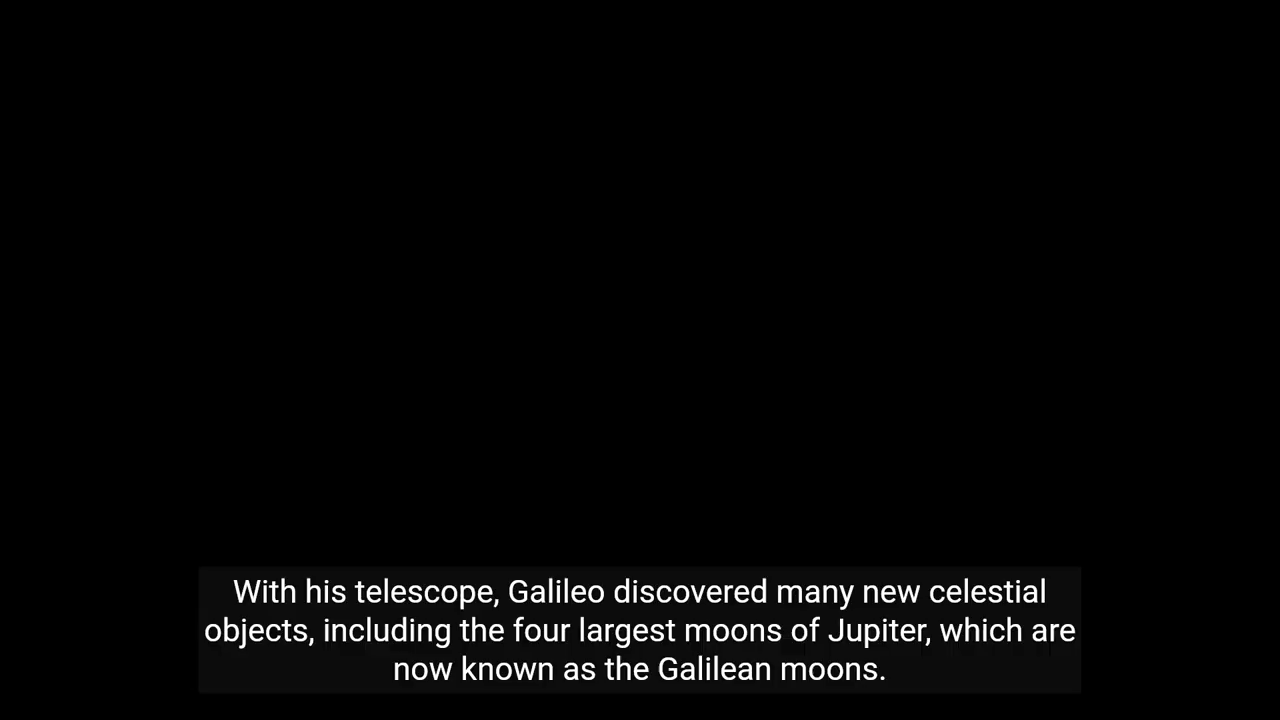 With his telescope, Galileo discovered many new celestial
objects, including the four largest moons of Jupiter, which are
now known as the Galilean moons.